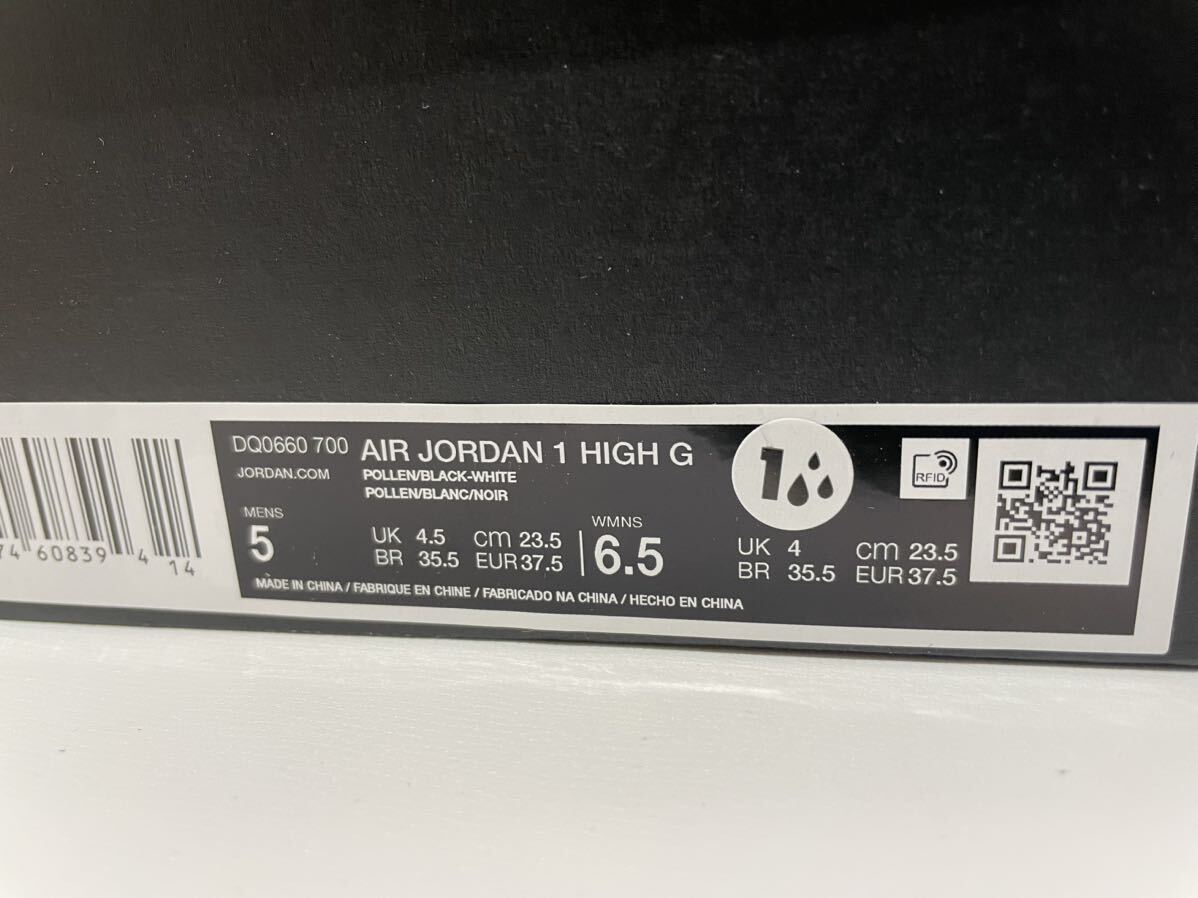 DQ0660 700 AIR JORDAN 1 HIGH G
JORDAN.COM
POLLEN/BLACK-WHITE
POLLEN/BLANC/NOIR
MENS
5
UK 4.5 cm 23.5
BR 35.5 EUR 37.5
WMNS
6.5
UK 4 cm 23.5
BR 35.5 EUR 37.5
MADE IN CHINA / FABRIQUE EN CHINE / FABRICADO NA CHINA / HECHO EN CHINA
1
RFID
74 60839 4
14